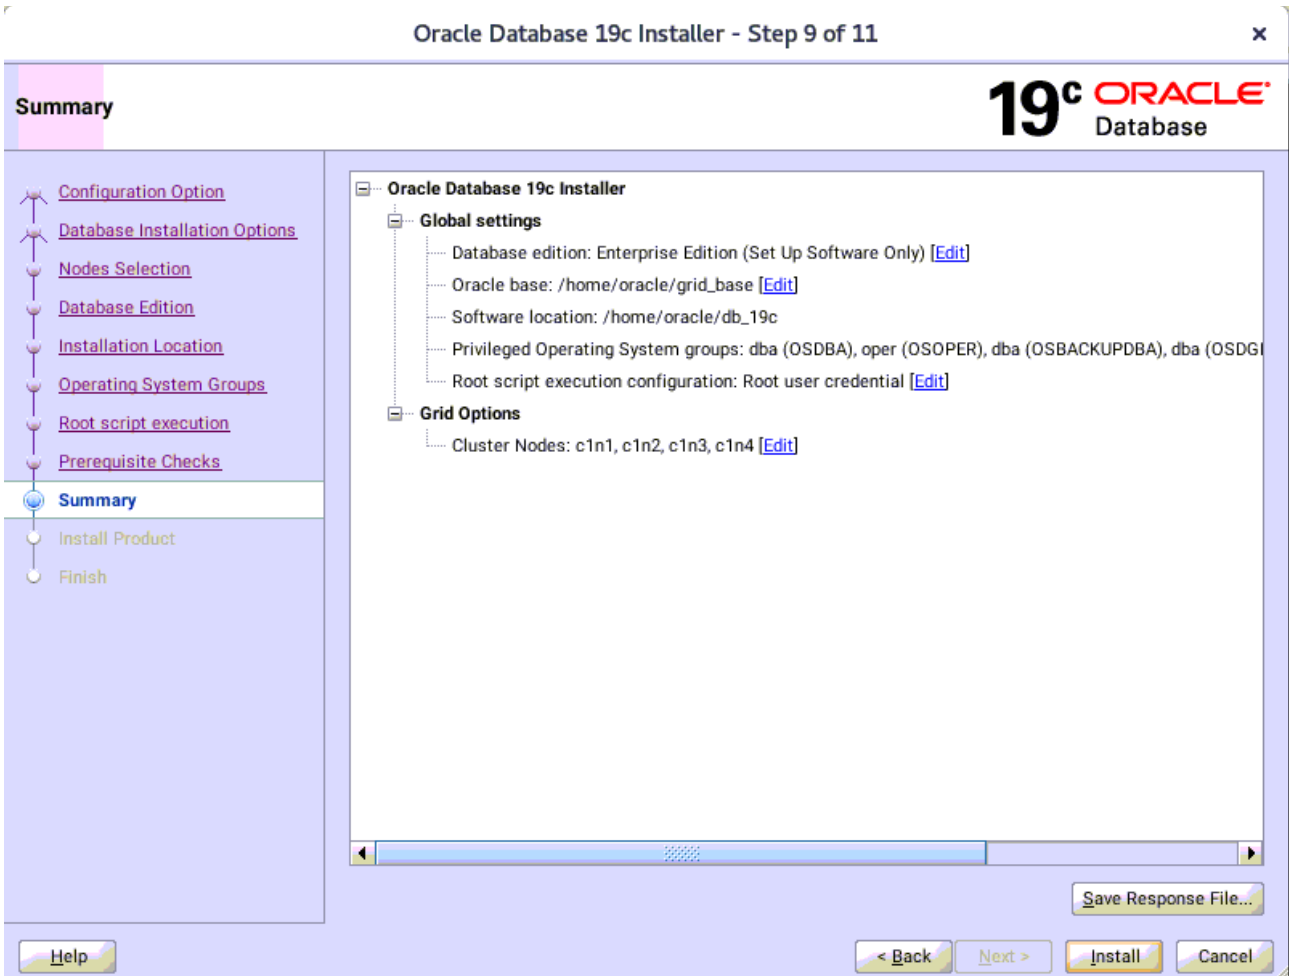 Oracle Database 19c Installer - Step 9 of 11
Summary
19c ORACLE
Database
Configuration Option
Database Installation Options
Nodes Selection
Database Edition
Installation Location
Operating System Groups
Root script execution
Prerequisite Checks
Summary
Install Product
Finish
Oracle Database 19c Installer
Global settings
Database edition: Enterprise Edition (Set Up Software Only) [Edit]
Oracle base: /home/oracle/grid_base [Edit]
Software location: /home/oracle/db_19c
Privileged Operating System groups: dba (OSDBA), oper (OSOPER), dba (OSBACKUPDBA), dba (OSDG
Root script execution configuration: Root user credential [Edit]
Grid Options
Cluster Nodes: c1n1, c1n2, c1n3, c1n4 [Edit]
Save Response File...
Help
< Back
Next >
Install
Cancel